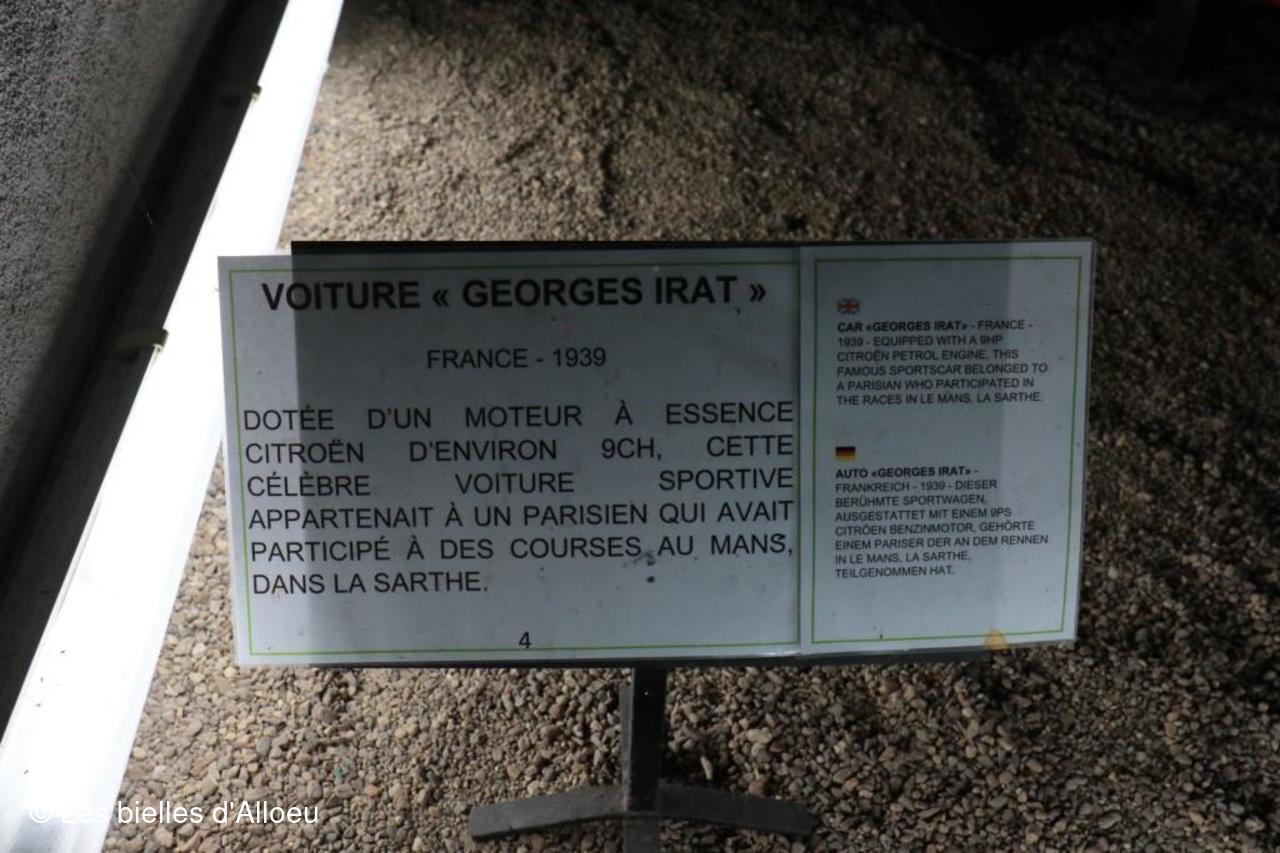 VOITURE « GEORGES IRAT »
FRANCE - 1939
DOTÉE D'UN MOTEUR À ESSENCE
CITROËN D'ENVIRON 9CH, CETTE
CÉLÈBRE VOITURE SPORTIVE
APPARTENAIT À UN PARISIEN QUI AVAIT
PARTICIPÉ À DES COURSES AU MANS,
DANS LA SARTHE.
4
CAR «GEORGES IRAT» - FRANCE -
1939 - EQUIPPED WITH A 9HP
CITROËN PETROL ENGINE, THIS
FAMOUS SPORTSCAR BELONGED TO
A PARISIAN WHO PARTICIPATED IN
THE RACES IN LE MANS, LA SARTHE.
AUTO «GEORGES IRAT» -
FRANKREICH - 1939 - DIESER
BERÜHMTE SPORTWAGEN,
AUSGESTATTET MIT EINEM 9PS
CITRÖEN BENZINMOTOR, GEHÖRTE
EINEM PARISER DER AN DEM RENNEN
IN LE MANS, LA SARTHE,
TEILGENOMMEN HAT.
© Les bielles d'Alloeu